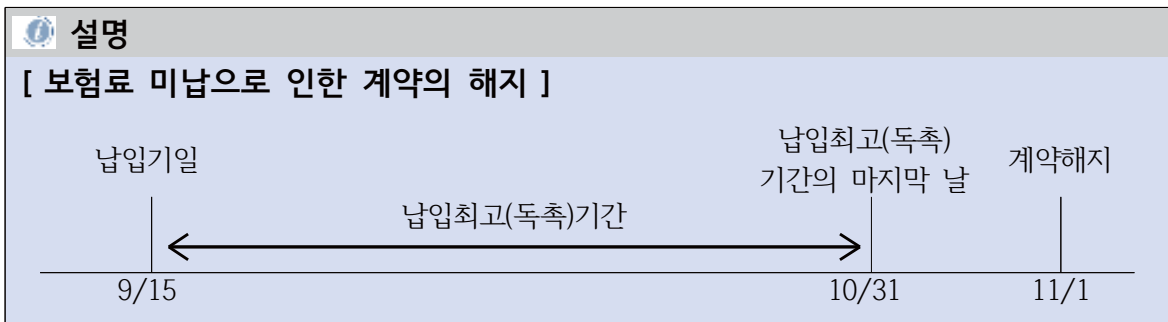 설명
[ 보험료 미납으로 인한 계약의 해지 ]
납입기일
납입최고(독촉)
기간의 마지막 날
계약해지
납입최고(독촉)기간
9/15
10/31
11/1